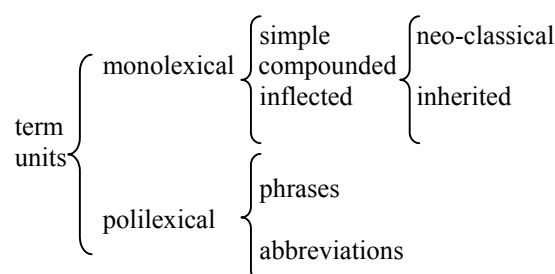 term
units
monolexical
simple
compounded
inflected
neo-classical
inherited
polilexical
phrases
abbreviations